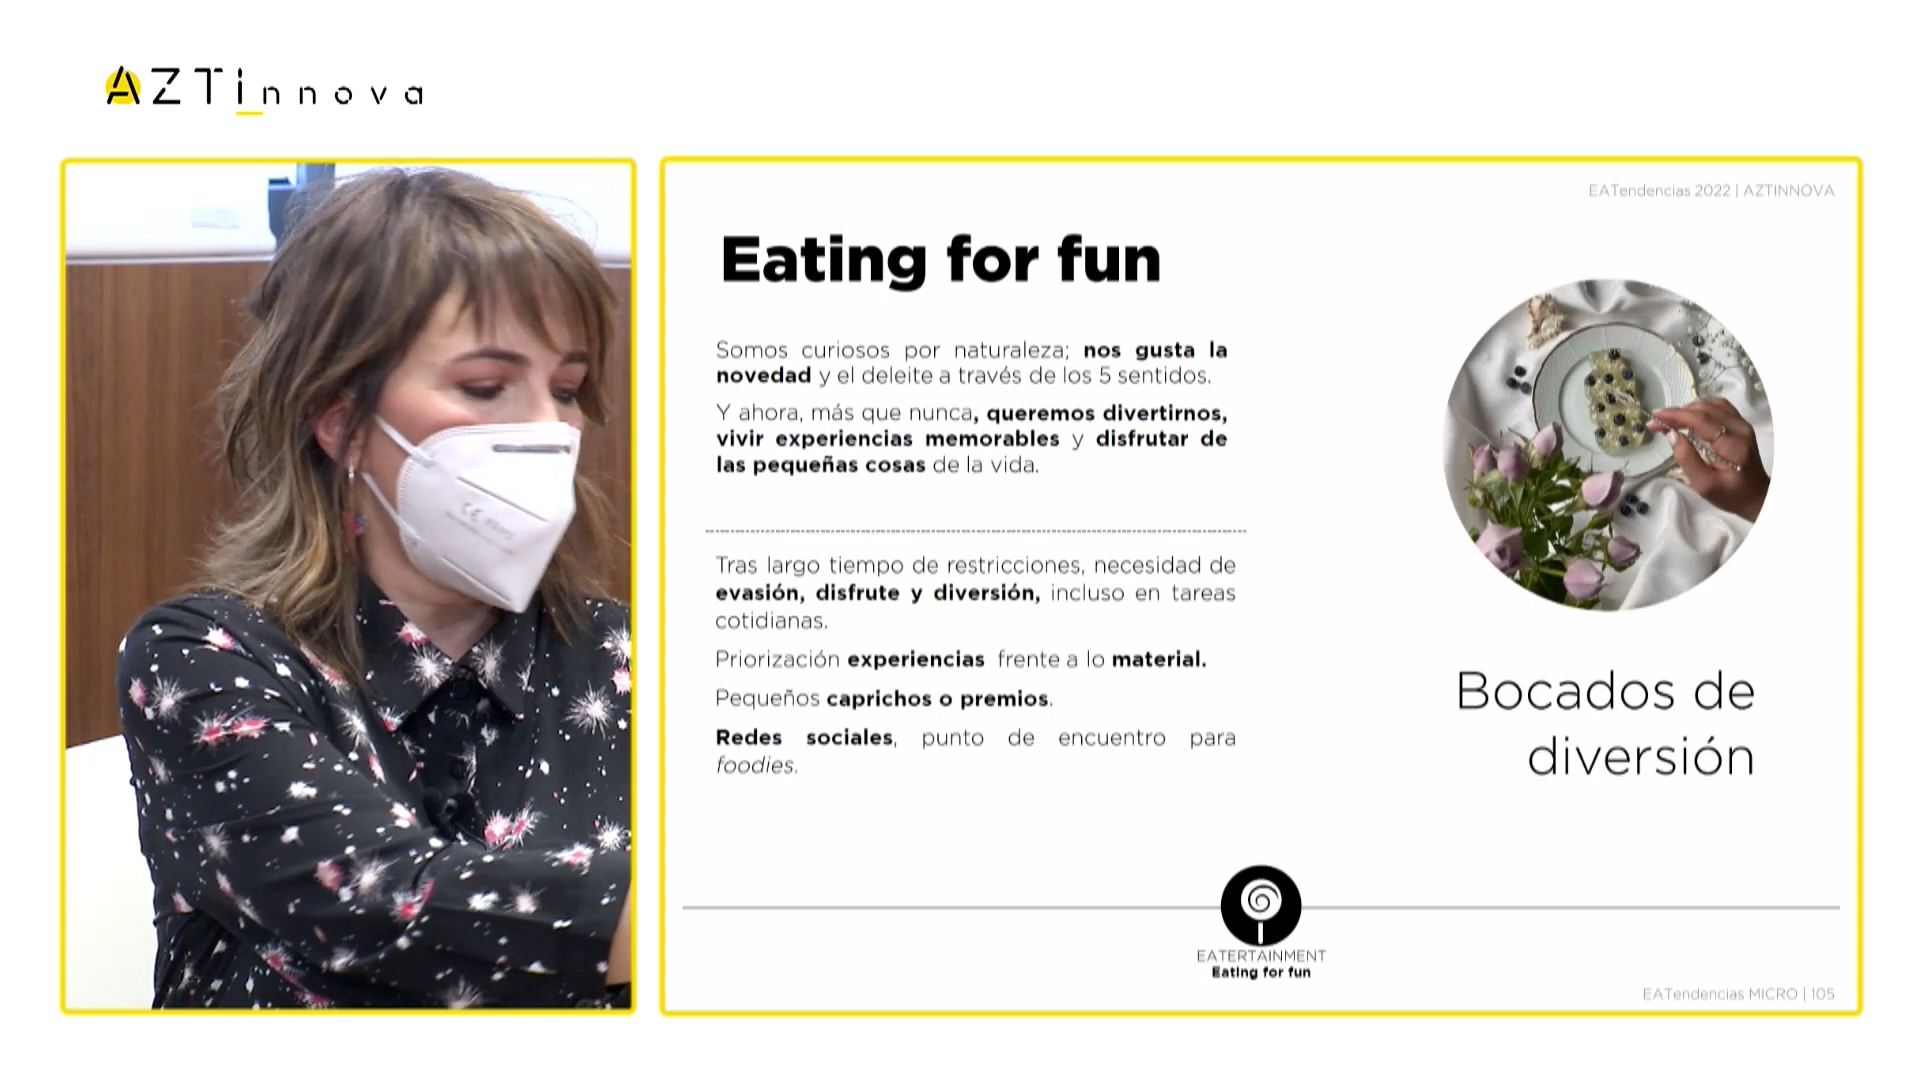 AZTInnova
EATendencias 2022 | AZTINNOVA
Eating for fun
Somos curiosos por naturaleza; nos gusta la
novedad y el deleite a través de los 5 sentidos.
Y ahora, más que nunca, queremos divertirnos,
vivir experiencias memorables y disfrutar de
las pequeñas cosas de la vida.
Tras largo tiempo de restricciones, necesidad de
evasión, disfrute y diversión, incluso en tareas
cotidianas.
Priorización experiencias frente a lo material.
Pequeños caprichos o premios.
Redes sociales, punto de encuentro para
foodies.
Bocados de
diversión
EATERTAINMENT
Eating for fun
EATendencias MICRO | 105
CE